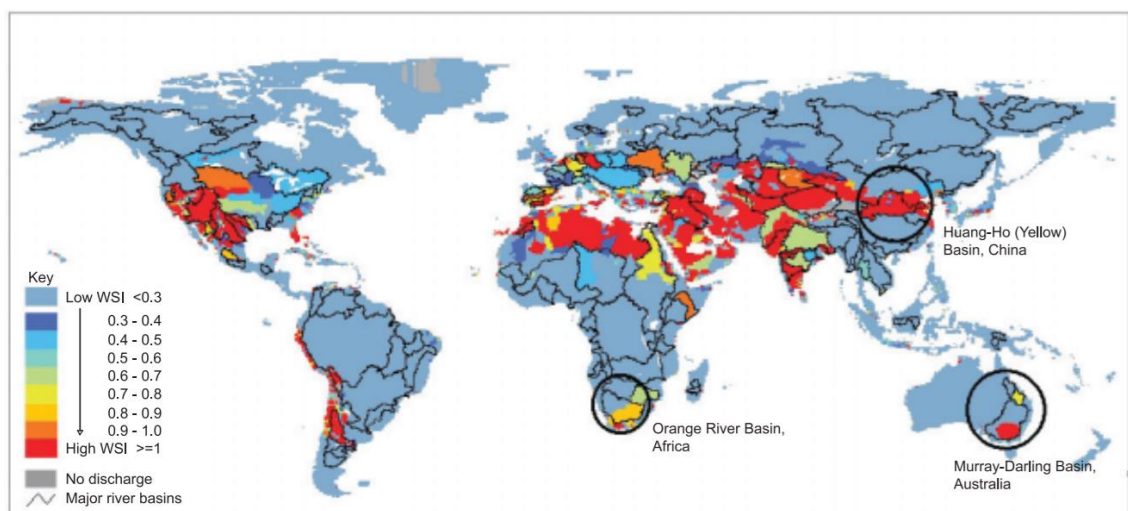 Key
Low WSI <0.3
0.3 - 0.4
0.4 - 0.5
0.5 - 0.6
0.6 - 0.7
0.7 - 0.8
0.8 - 0.9
0.9 - 1.0
High WSI >=1
No discharge
Major river basins
Huang-Ho (Yellow)
Basin, China
Orange River Basin,
Africa
Murray-Darling Basin,
Australia